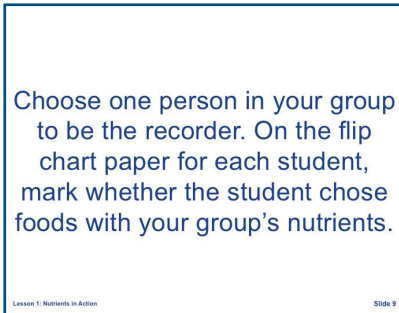 Choose one person in your group
to be the recorder. On the flip
chart paper for each student,
mark whether the student chose
foods with your group's nutrients.
Lesson 1: Nutrients in Action
Slide 9